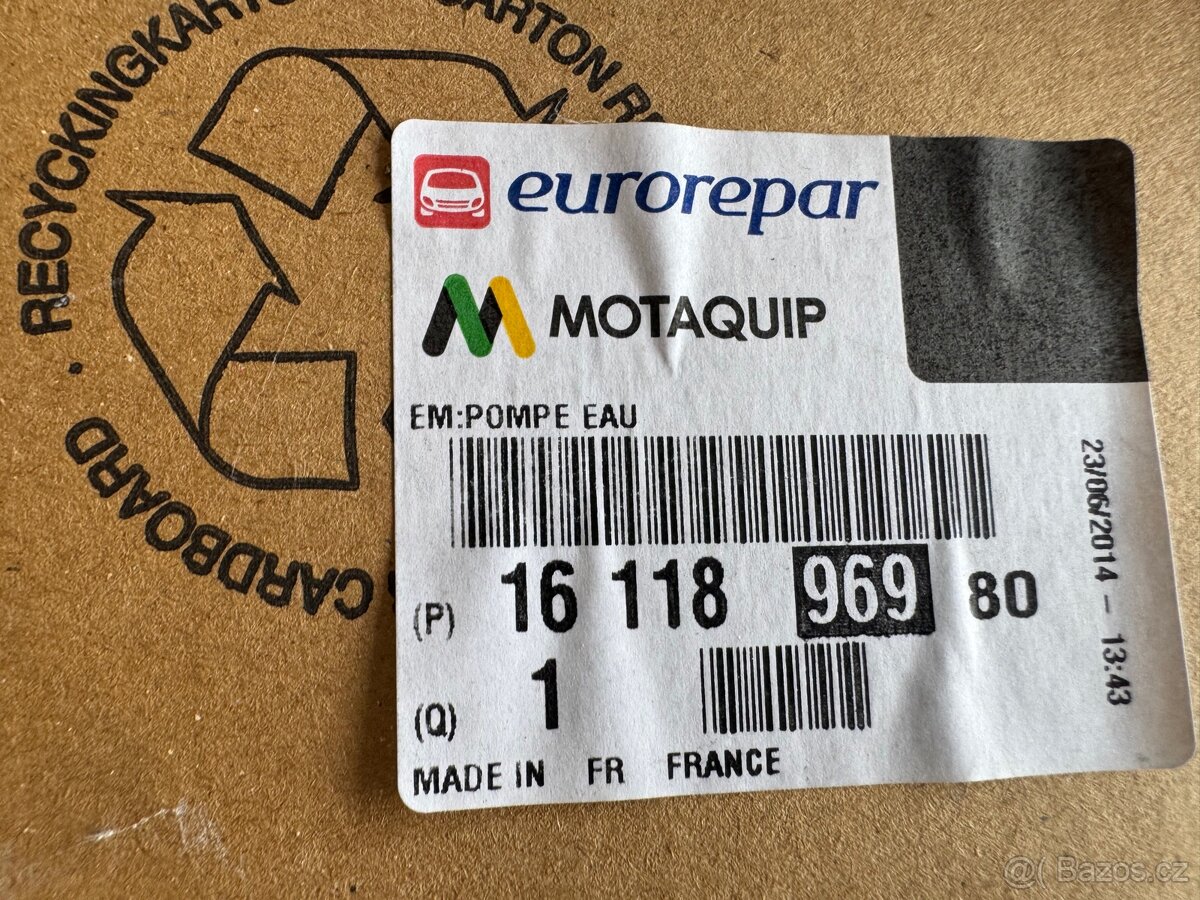 RECYCKINGKARTO
CARTON RE
CARDBOARD
eurorepar
MOTAQUIP
EM:POMPE EAU
(P) 16 118 969 80
(Q) 1
MADE IN FR FRANCE
23/06/2014 - 13:43
@( Bazos.cz